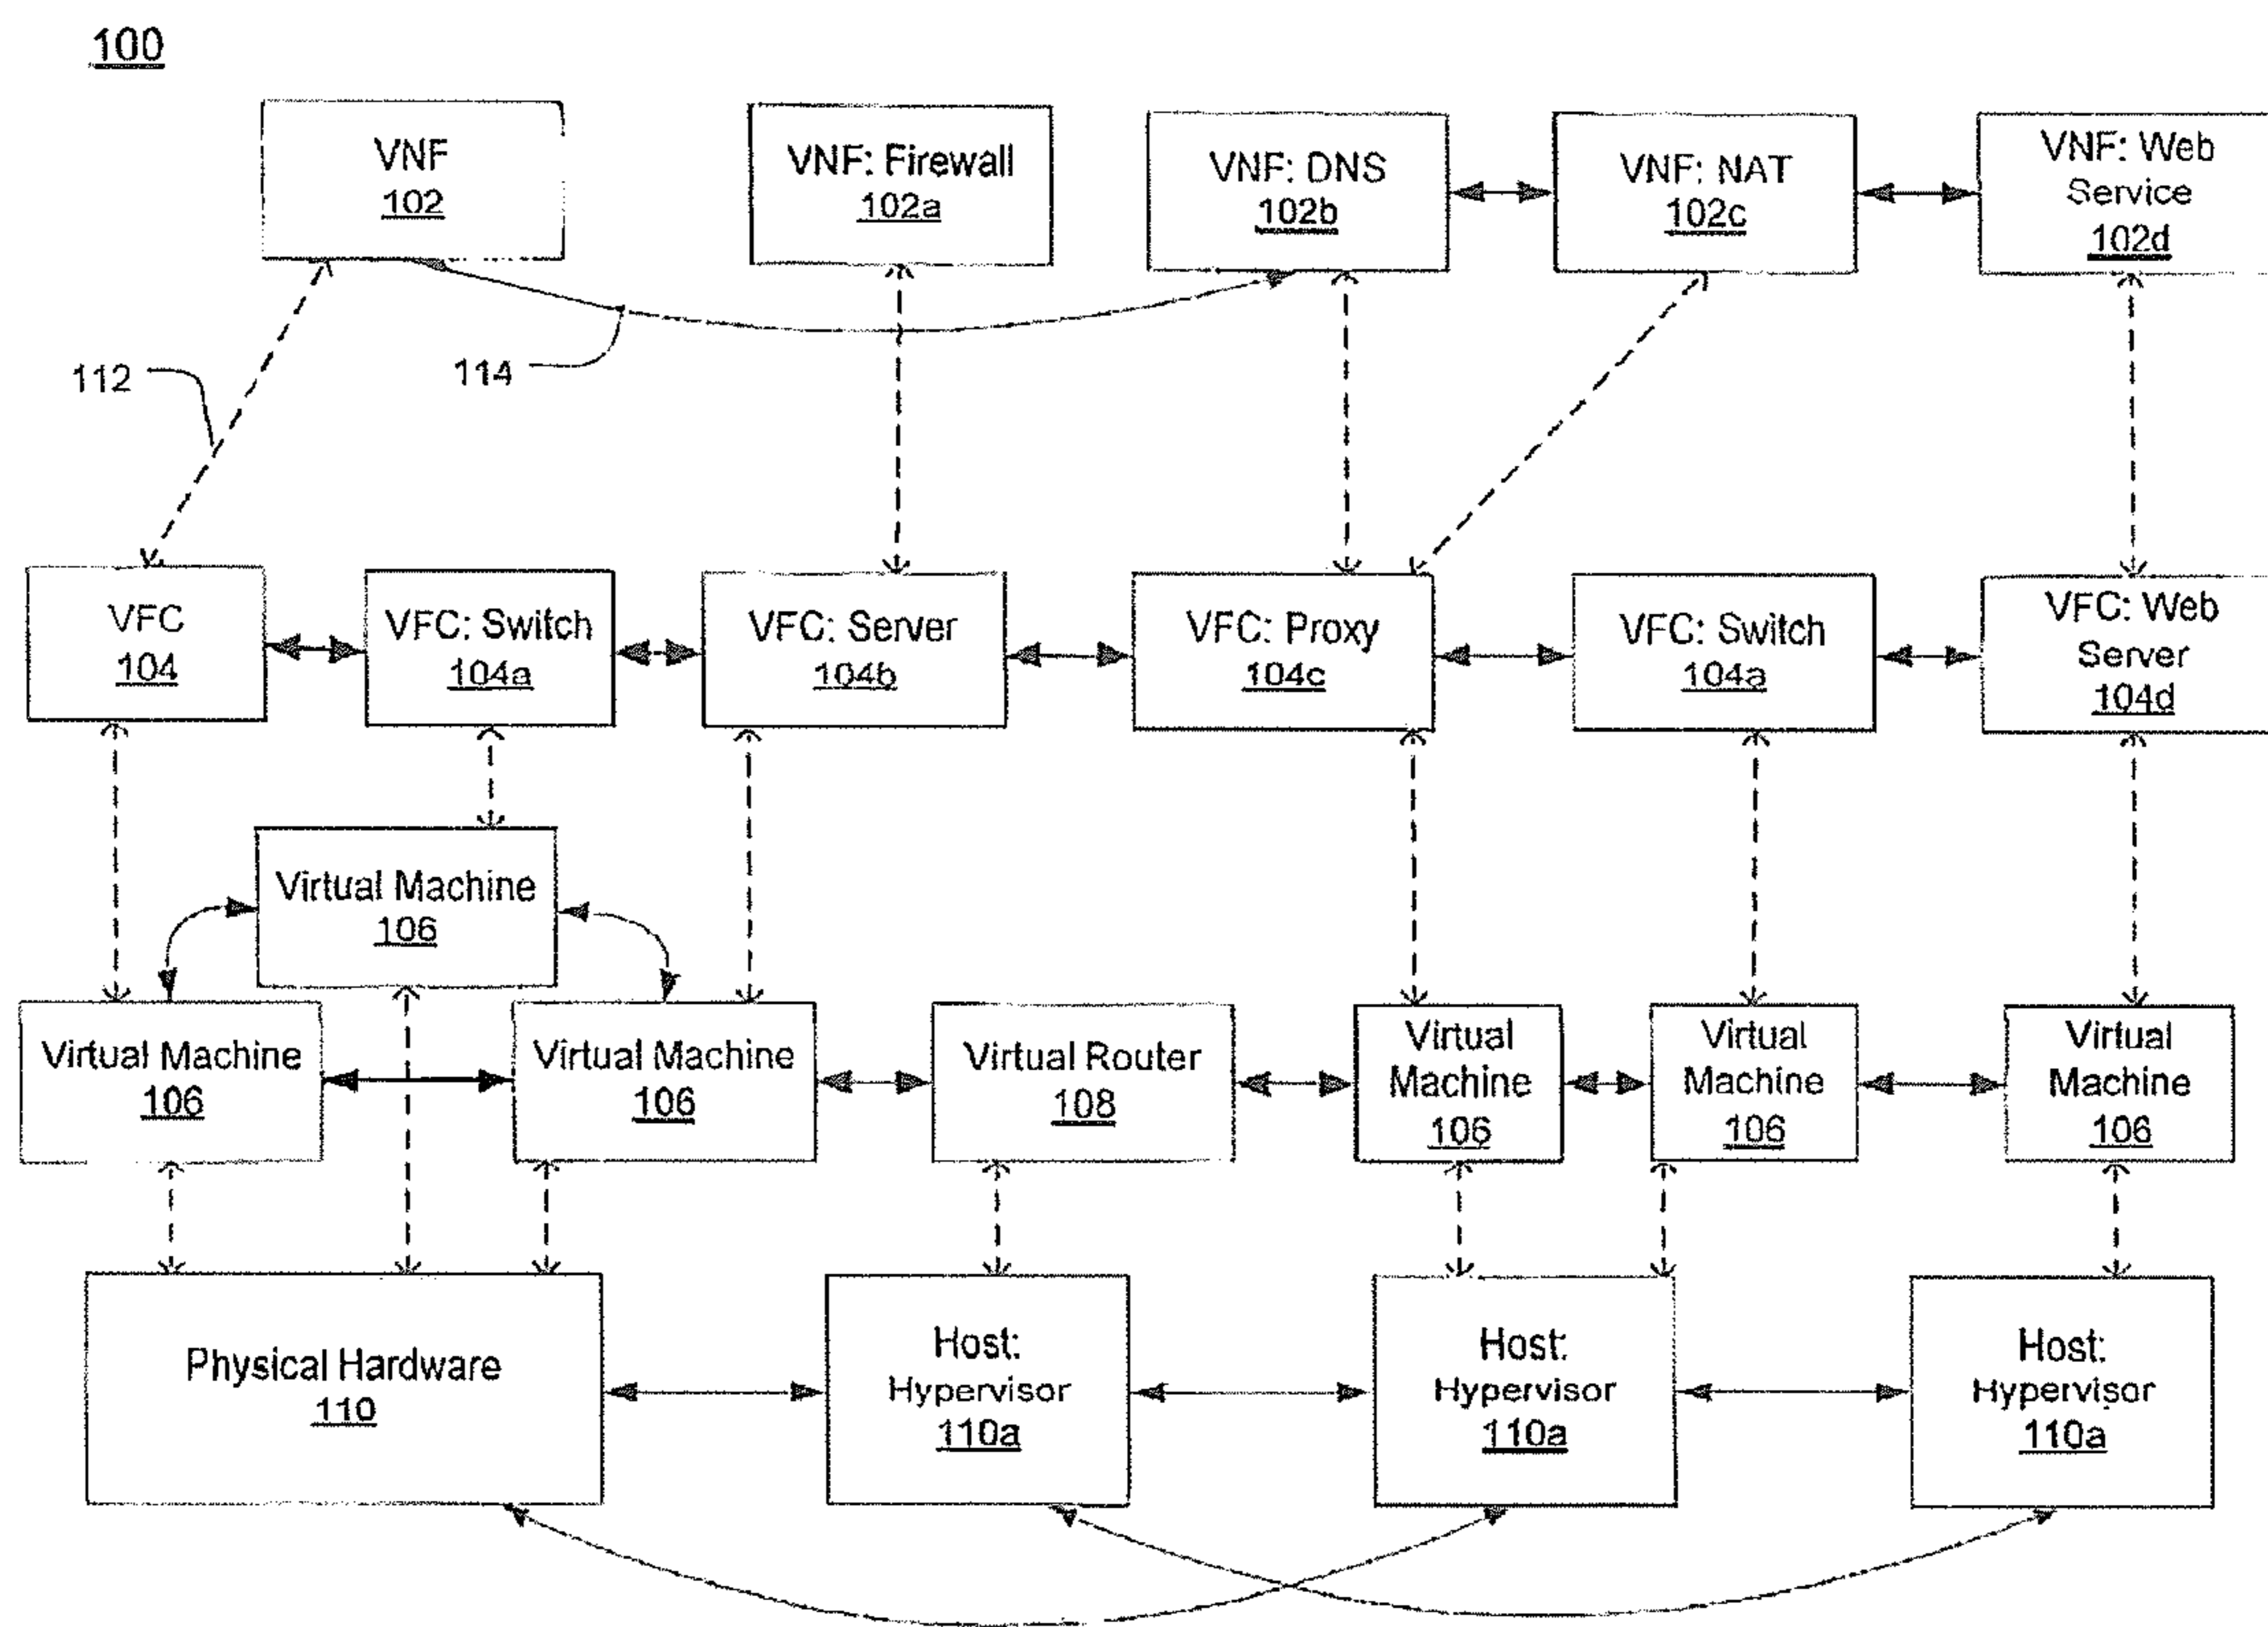 100
VNF
102
VNF: Firewall
102a
VNF: DNS
102b
VNF: NAT
102c
VNF: Web
Service
102d
112
114
VFC
104
VFC: Switch
104a
VFC: Server
104b
VFC: Proxy
104c
VFC: Switch
104a
VFC: Web
Server
104d
Virtual Machine
106
Virtual Machine
106
Virtual Machine
106
Virtual Router
108
Virtual
Machine
106
Virtual
Machine
106
Virtual
Machine
106
Physical Hardware
110
Host:
Hypervisor
110a
Host:
Hypervisor
110a
Host:
Hypervisor
110a